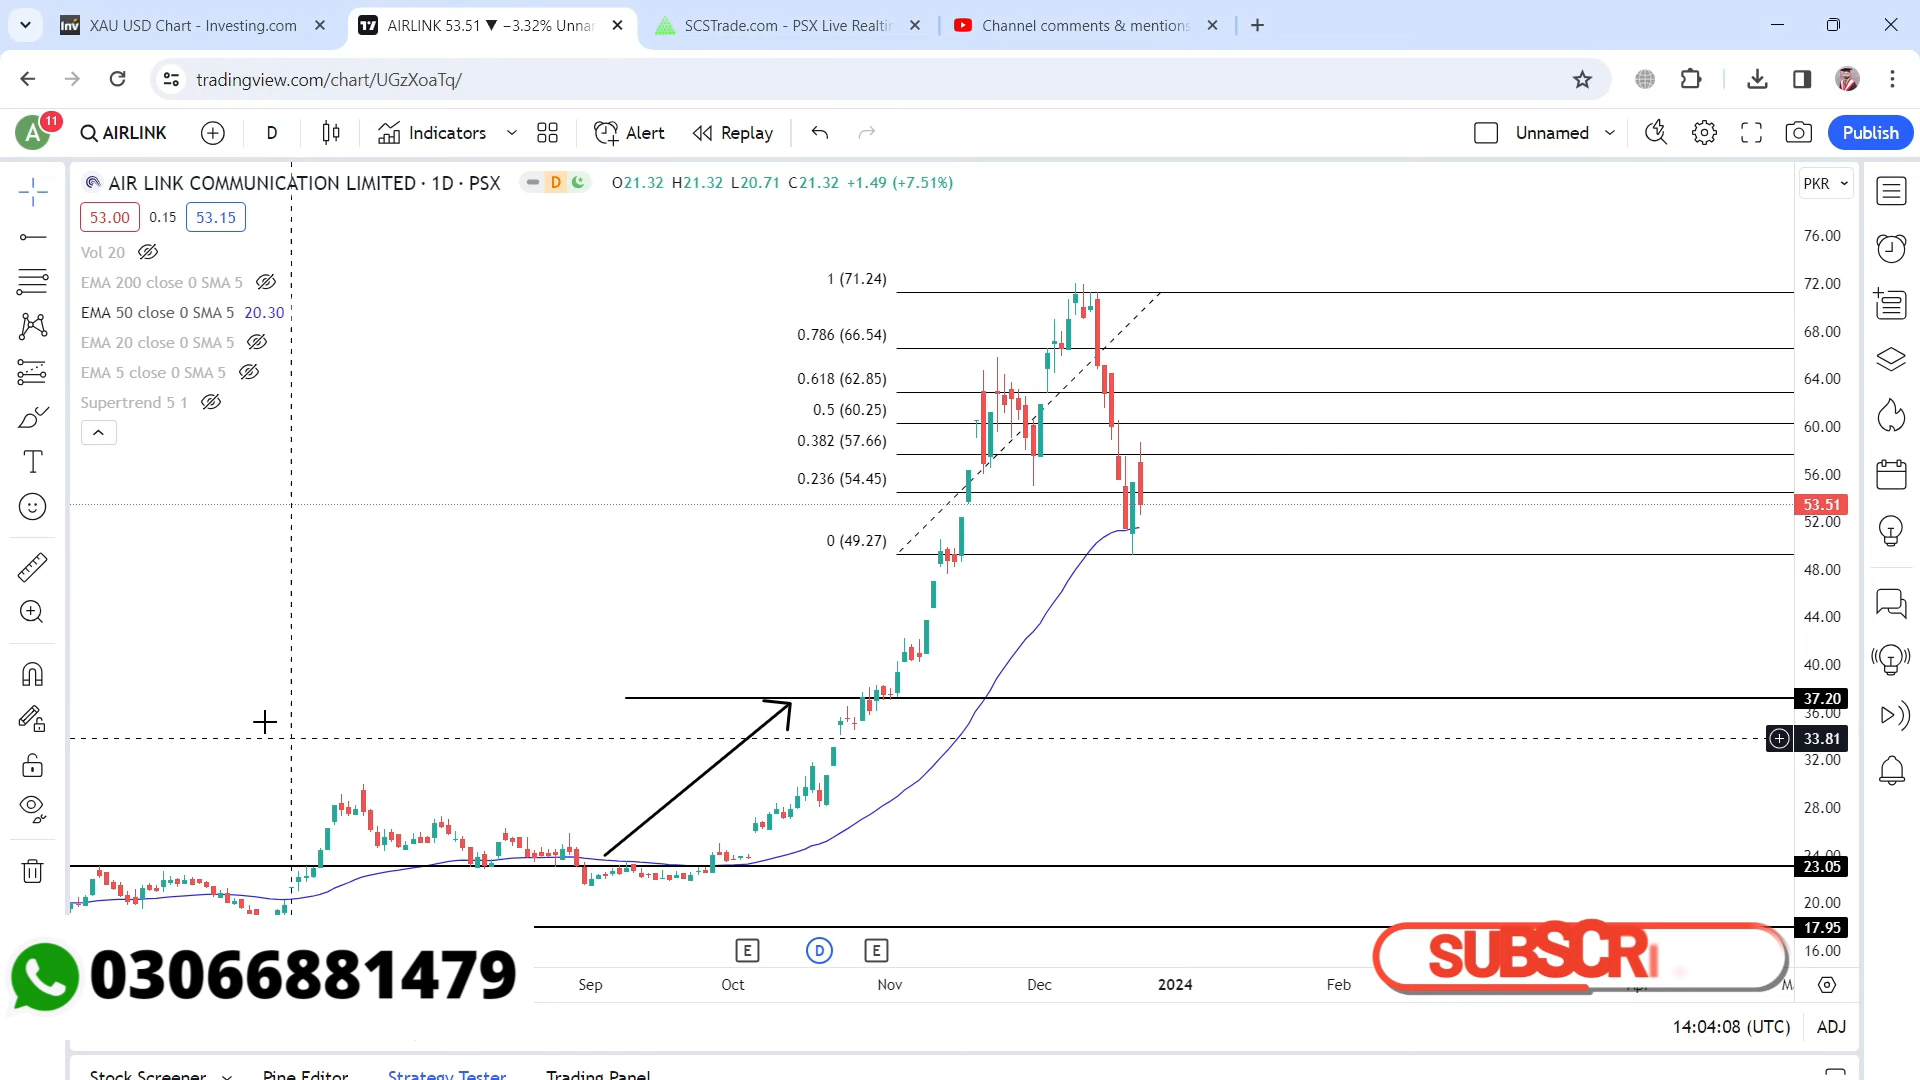 XAU USD Chart - Investing.com
AIRLINK 53.51 ▼ −3.32% Unnar
SCSTrade.com - PSX Live Realti
Channel comments & mentions
tradingview.com/chart/UGzXoaTq/
A 11
AIRLINK
D
Indicators
Alert
Replay
Unnamed
Publish
AIR LINK COMMUNICATION LIMITED · 1D · PSX
D
O21.32 H21.32 L20.71 C21.32 +1.49 (+7.51%)
PKR
53.00 0.15 53.15
Vol 20
EMA 200 close 0 SMA 5
EMA 50 close 0 SMA 5 20.30
EMA 20 close 0 SMA 5
EMA 5 close 0 SMA 5
Supertrend 5 1
1 (71.24)
0.786 (66.54)
0.618 (62.85)
0.5 (60.25)
0.382 (57.66)
0.236 (54.45)
0 (49.27)
76.00
72.00
68.00
64.00
60.00
56.00
53.51
52.00
48.00
44.00
40.00
37.20
36.00
33.81
32.00
28.00
24.00
23.05
20.00
17.95
16.00
E D E
03066881479
SUBSCRI
Sep Oct Nov Dec 2024 Feb
14:04:08 (UTC) ADJ
Stock Screener Pine Editor Strategy Tester Trading Panel